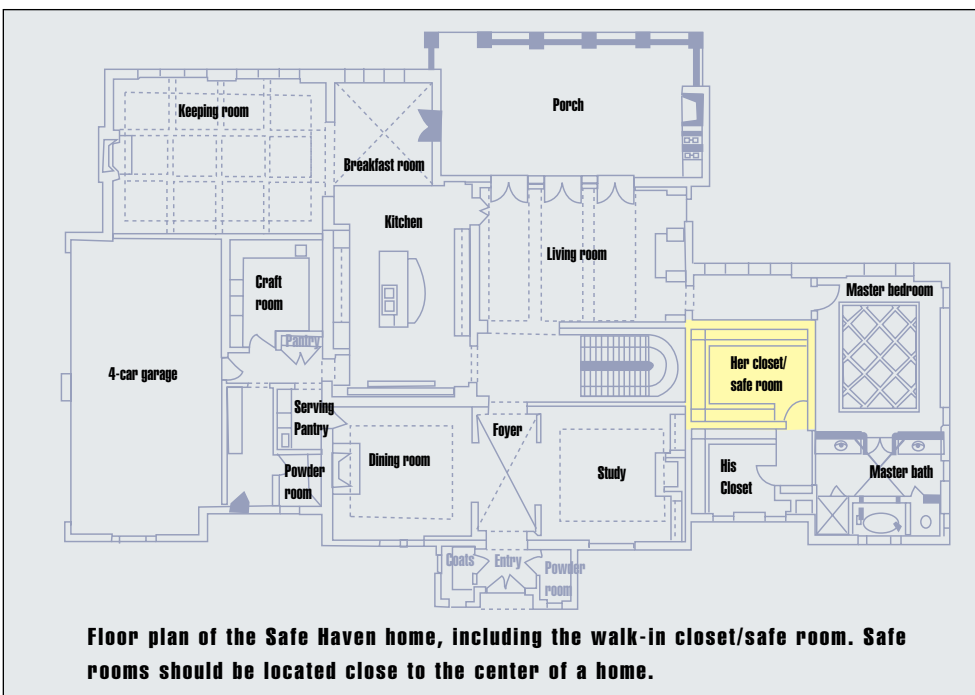 Keeping room
Porch
Breakfast room
Kitchen
Living room
Craft
room
Master bedroom
Pantry
4-car garage
Her closet/
safe room
Serving
Pantry
Foyer
Dining room
Study
Powder
room
His
Closet
Master bath
Coats
Entry
Powder
room
Floor plan of the Safe Haven home, including the walk-in closet/safe room. Safe
rooms should be located close to the center of a home.